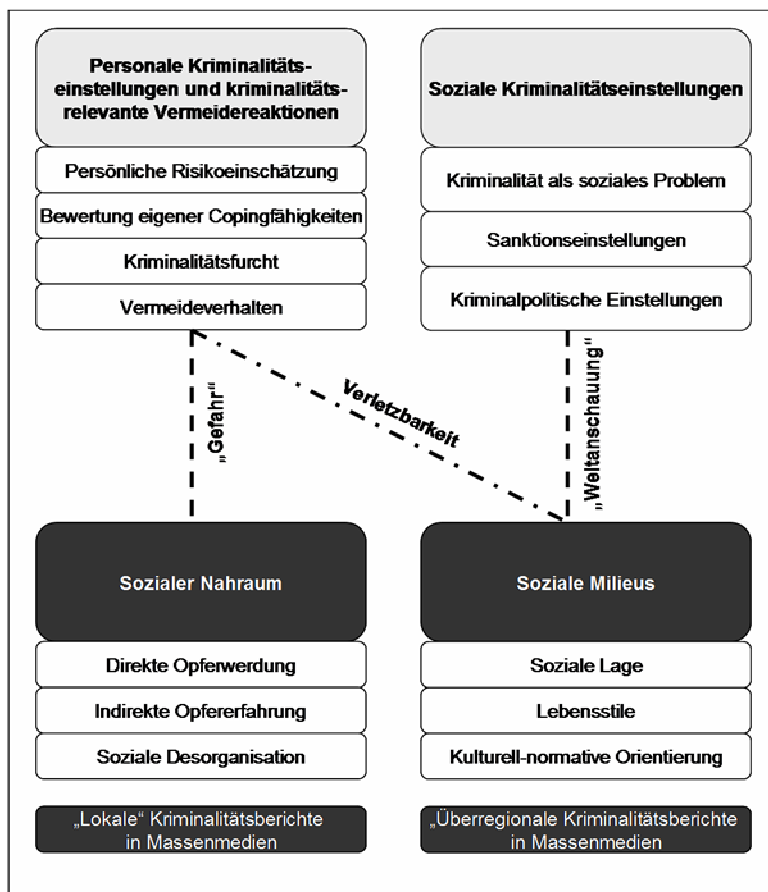 Personale Kriminalitäts-
einstellungen und kriminalitäts-
relevante Vermeidereaktionen
Persönliche Risikoeinschätzung
Bewertung eigener Copingfähigkeiten
Kriminalitätsfurcht
Vermeideverhalten
Soziale Kriminalitätseinstellungen
Kriminalität als soziales Problem
Sanktionseinstellungen
Kriminalpolitische Einstellungen
„Gefahr“
Verletzbarkeit
„Weltanschauung“
Sozialer Nahraum
Direkte Opferwerdung
Indirekte Opfererfahrung
Soziale Desorganisation
„Lokale“ Kriminalitätsberichte
in Massenmedien
Soziale Milieus
Soziale Lage
Lebensstile
Kulturell-normative Orientierung
„Überregionale Kriminalitätsberichte
in Massenmedien